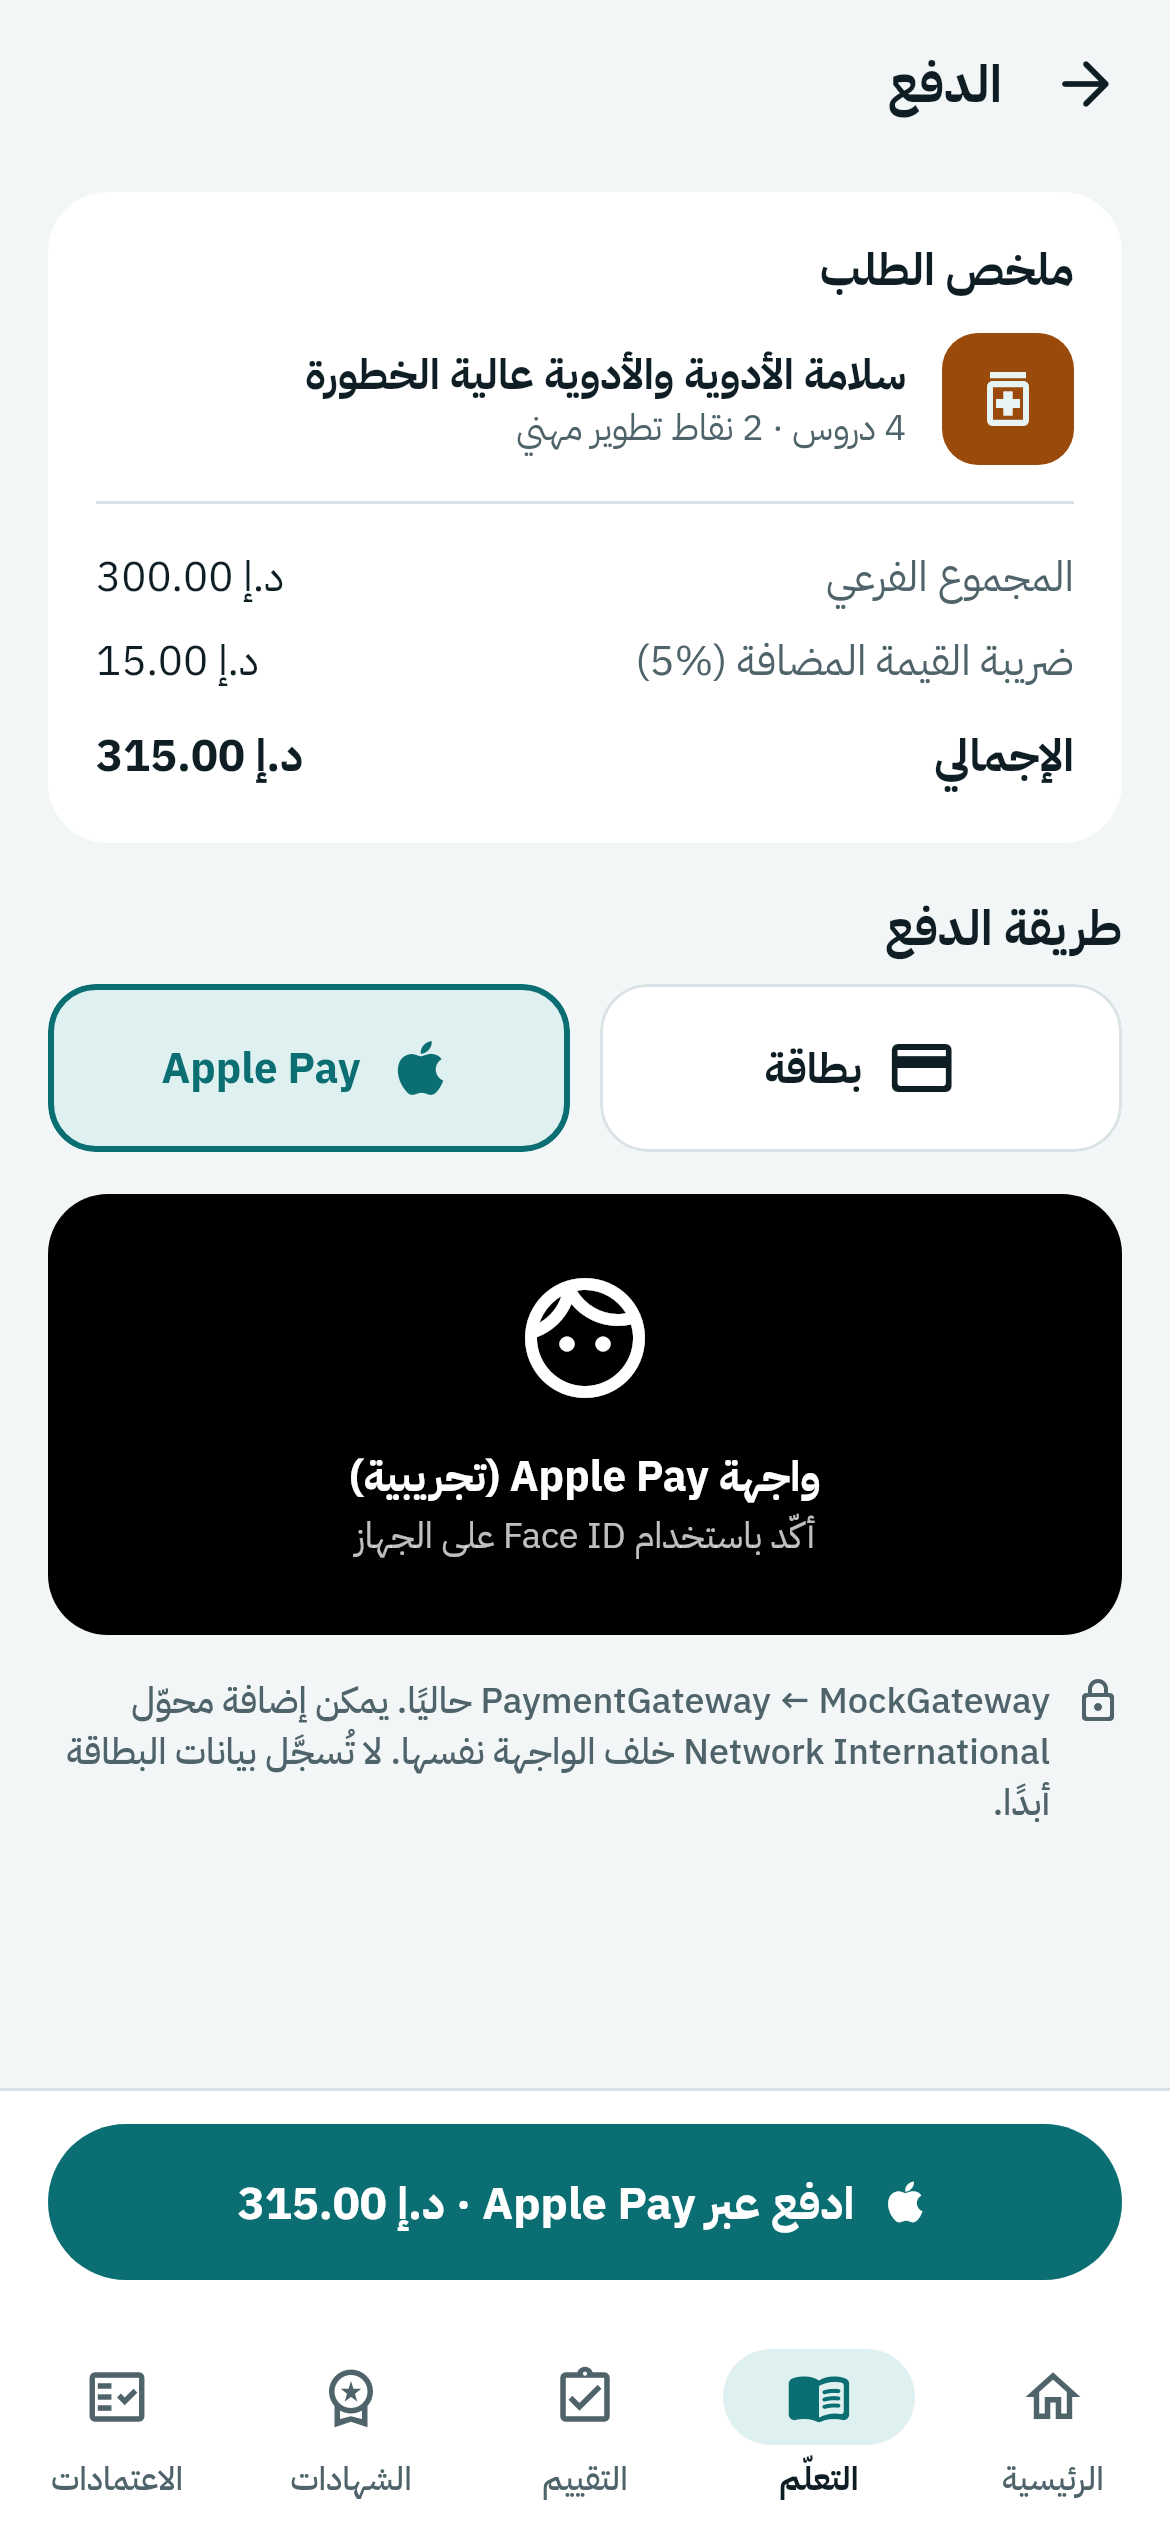 الدفع
ملخص الطلب
سلامة الأدوية والأدوية عالية الخطورة
4 دروس · 2 نقاط تطوير مهني
المجموع الفرعي
د.إ 300.00
ضريبة القيمة المضافة (5%)
د.إ 15.00
الإجمالي
د.إ 315.00
طريقة الدفع
بطاقة
Apple Pay
واجهة Apple Pay (تجريبية)
أكّد باستخدام Face ID على الجهاز
PaymentGateway ← MockGateway حاليًا. يمكن إضافة محوّل
Network International خلف الواجهة نفسها. لا تُسجَّل بيانات البطاقة
أبدًا.
ادفع عبر Apple Pay · د.إ 315.00
الرئيسية
التعلّم
التقييم
الشهادات
الاعتمادات